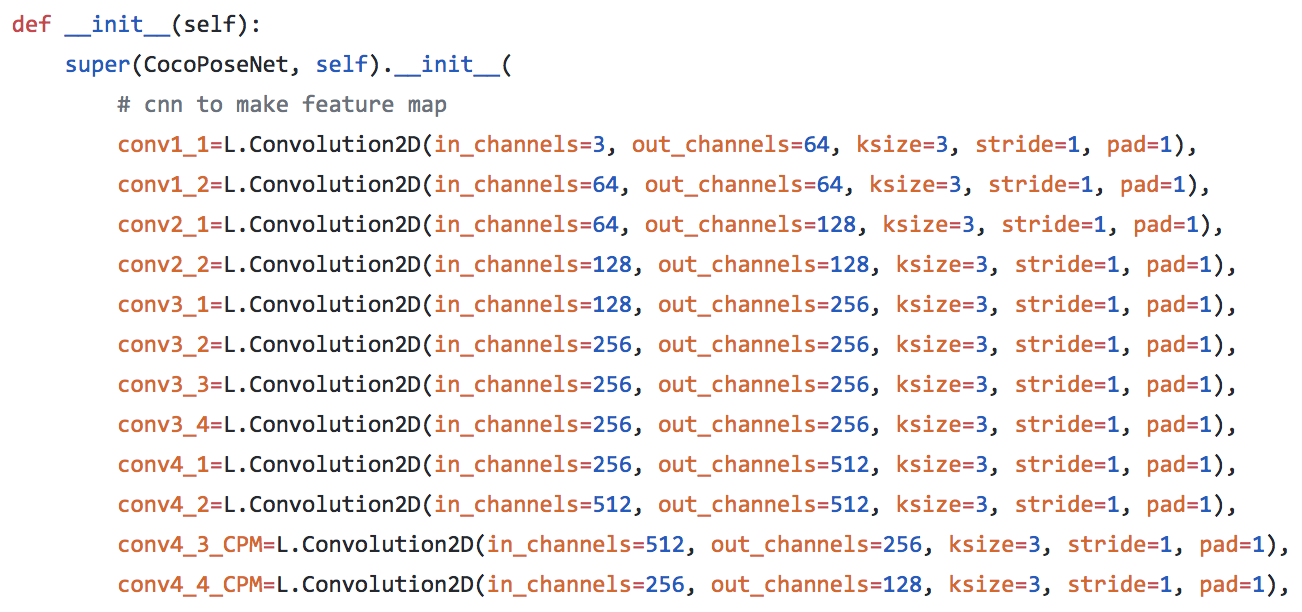 def __init__(self):
    super(CocoPoseNet, self).__init__(
        # cnn to make feature map
        conv1_1=L.Convolution2D(in_channels=3, out_channels=64, ksize=3, stride=1, pad=1),
        conv1_2=L.Convolution2D(in_channels=64, out_channels=64, ksize=3, stride=1, pad=1),
        conv2_1=L.Convolution2D(in_channels=64, out_channels=128, ksize=3, stride=1, pad=1),
        conv2_2=L.Convolution2D(in_channels=128, out_channels=128, ksize=3, stride=1, pad=1),
        conv3_1=L.Convolution2D(in_channels=128, out_channels=256, ksize=3, stride=1, pad=1),
        conv3_2=L.Convolution2D(in_channels=256, out_channels=256, ksize=3, stride=1, pad=1),
        conv3_3=L.Convolution2D(in_channels=256, out_channels=256, ksize=3, stride=1, pad=1),
        conv3_4=L.Convolution2D(in_channels=256, out_channels=256, ksize=3, stride=1, pad=1),
        conv4_1=L.Convolution2D(in_channels=256, out_channels=512, ksize=3, stride=1, pad=1),
        conv4_2=L.Convolution2D(in_channels=512, out_channels=512, ksize=3, stride=1, pad=1),
        conv4_3_CPM=L.Convolution2D(in_channels=512, out_channels=256, ksize=3, stride=1, pad=1),
        conv4_4_CPM=L.Convolution2D(in_channels=256, out_channels=128, ksize=3, stride=1, pad=1),